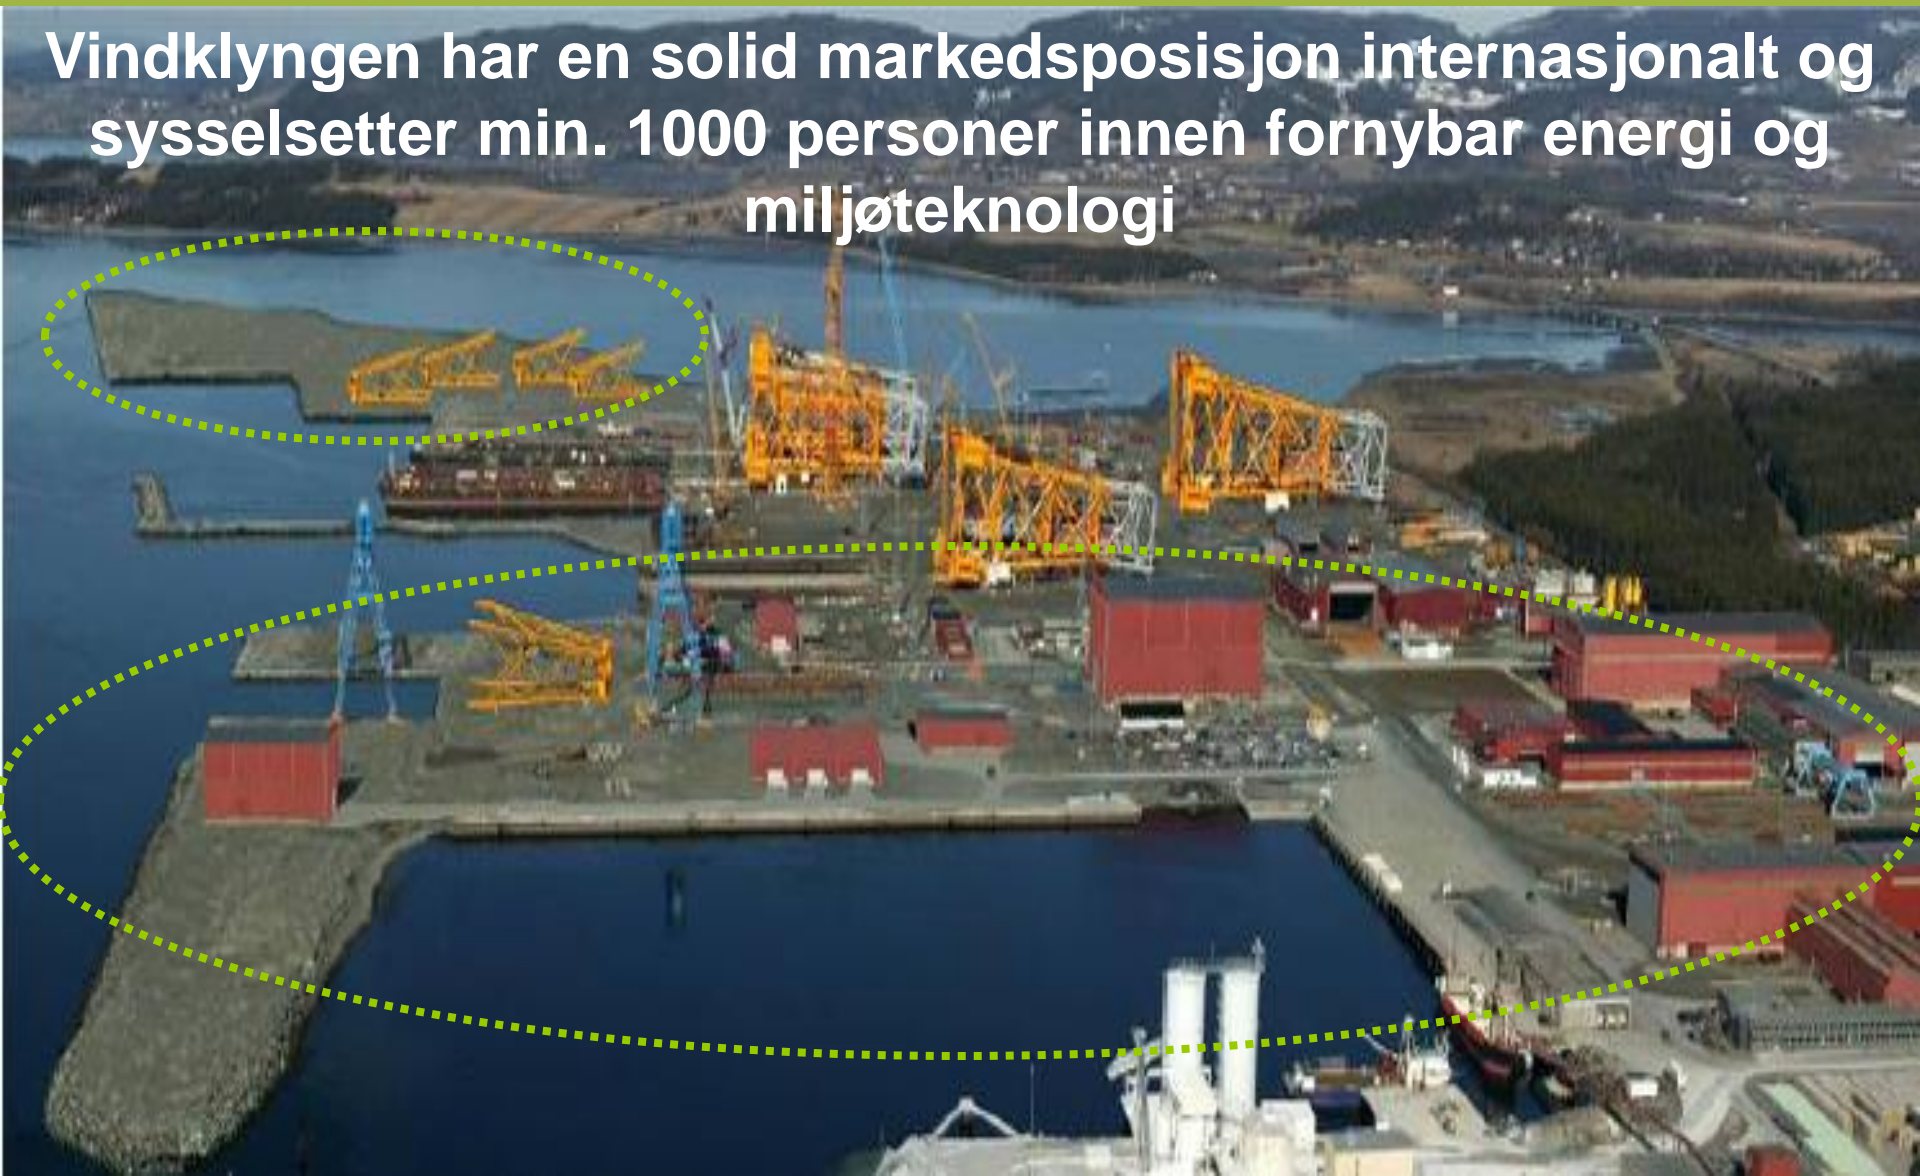 Vindklyngen har en solid markedsposisjon internasjonalt og
sysselsetter min. 1000 personer innen fornybar energi og
miljøteknologi